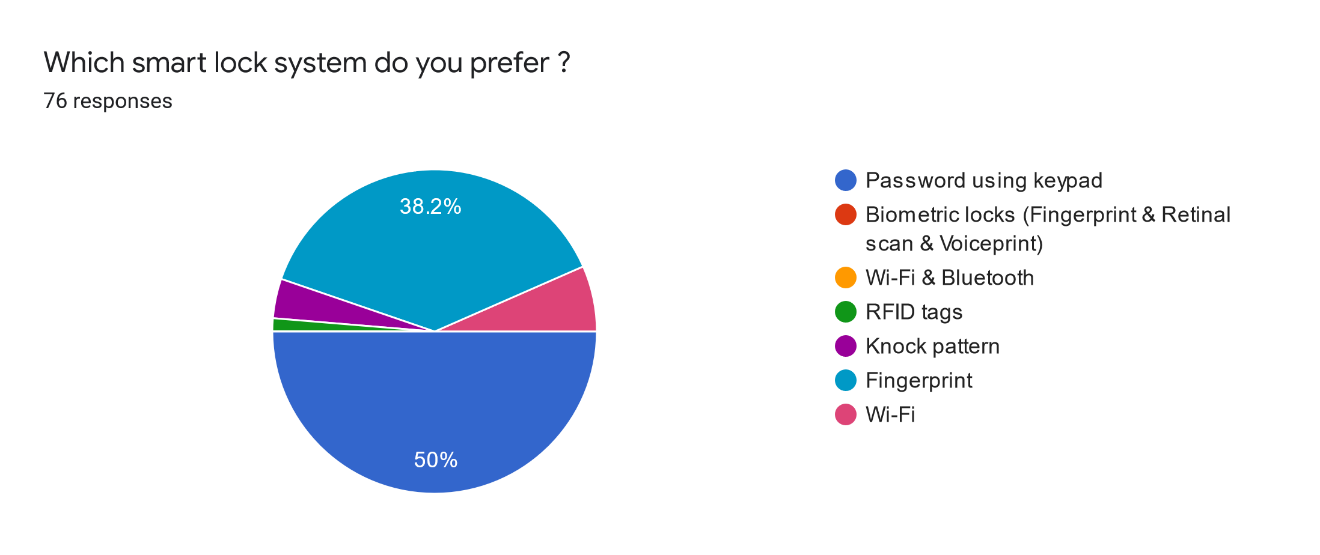 Which smart lock system do you prefer ?
76 responses
38.2%
50%
Password using keypad
Biometric locks (Fingerprint & Retinal
scan & Voiceprint)
Wi-Fi & Bluetooth
RFID tags
Knock pattern
Fingerprint
Wi-Fi